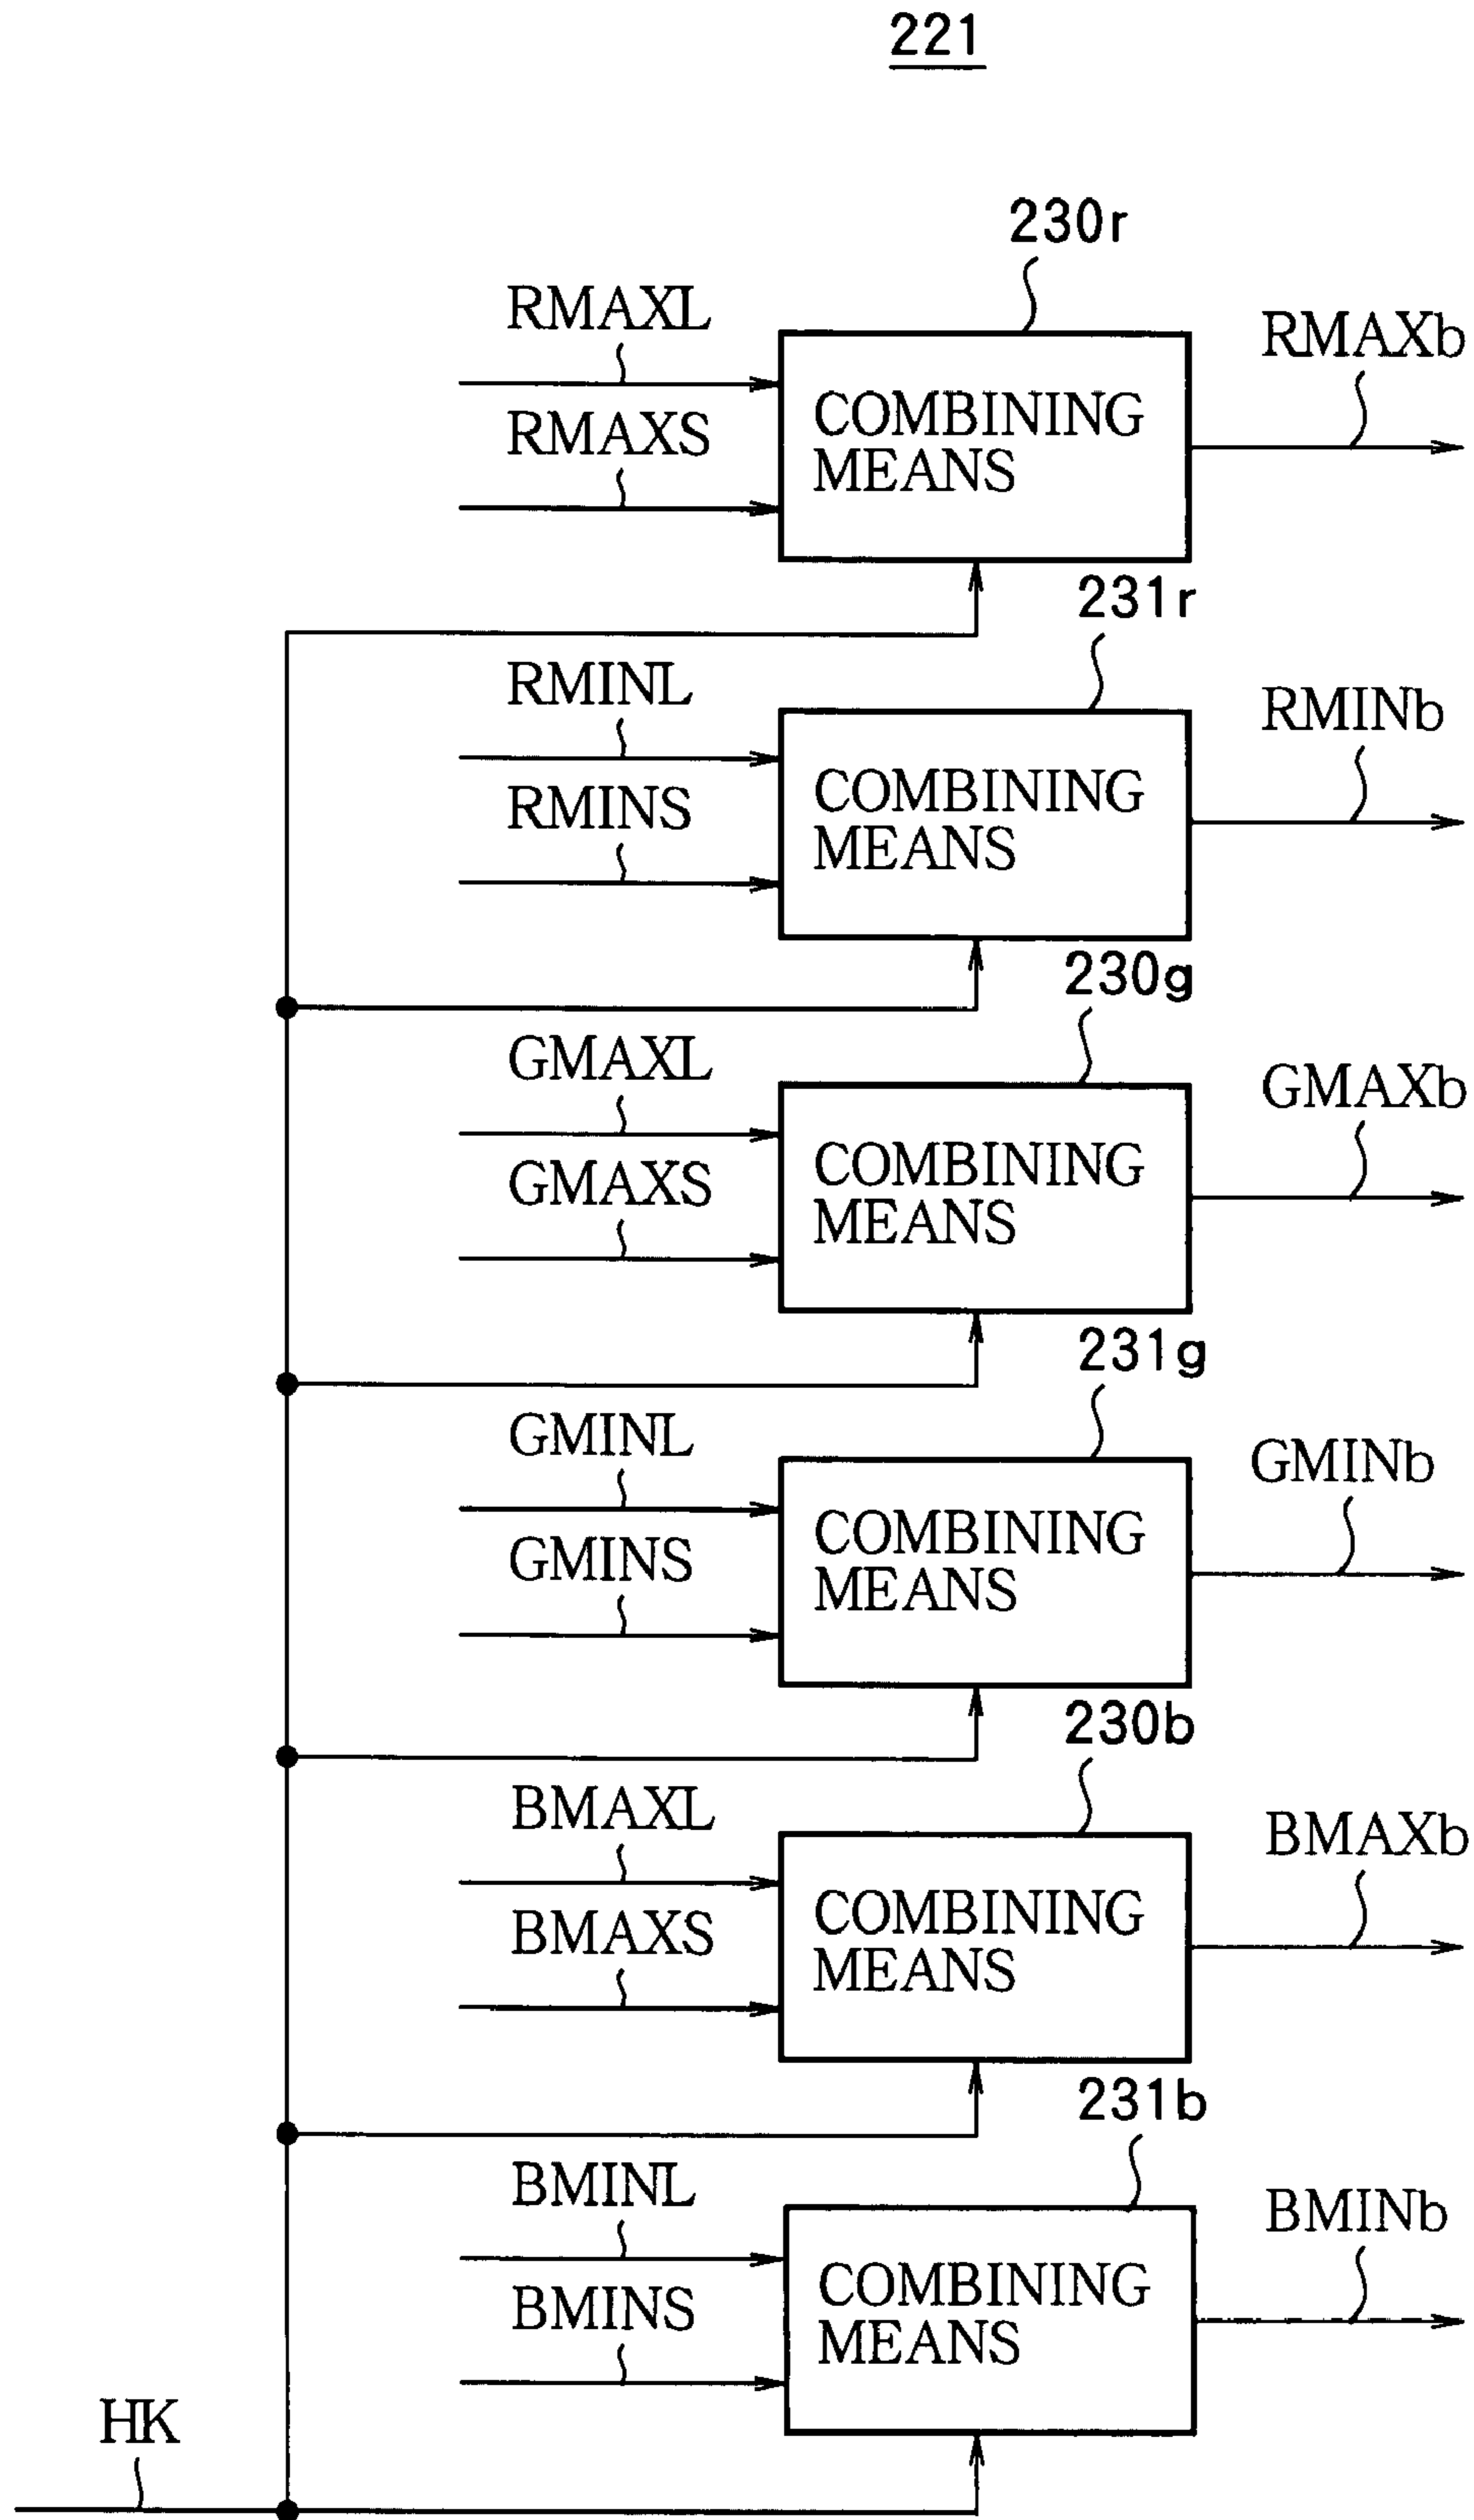 221
230r
RMAXL
RMAXb
COMBINING
MEANS
RMAXS
231r
RMINL
RMINb
COMBINING
MEANS
RMINS
230g
GMAXL
GMAXb
COMBINING
MEANS
GMAXS
231g
GMINL
GMINb
COMBINING
MEANS
GMINS
230b
BMAXL
BMAXb
COMBINING
MEANS
BMAXS
231b
BMINL
BMINb
COMBINING
MEANS
BMINS
HK